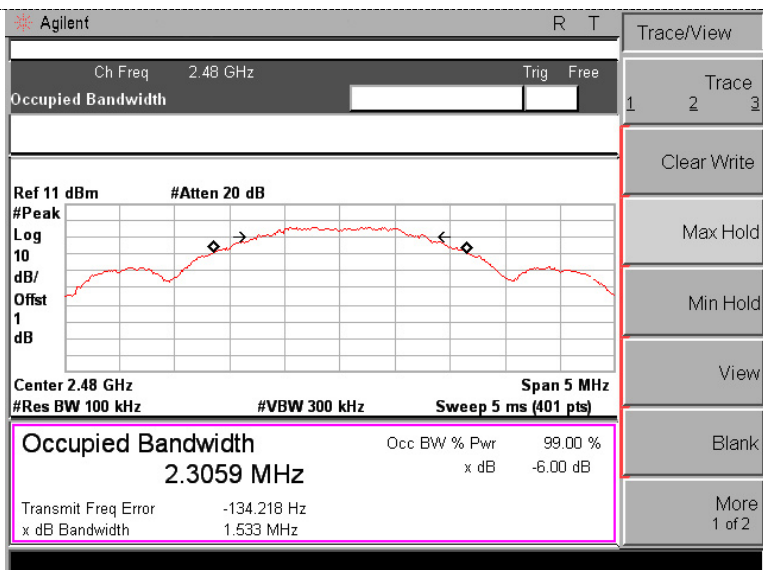 Agilent R T
Ch Freq 2.48 GHz Trig Free
Occupied Bandwidth
Ref 11 dBm #Atten 20 dB
#Peak
Log
10
dB/
Offst
1
dB
Center 2.48 GHz Span 5 MHz
#Res BW 100 kHz #VBW 300 kHz Sweep 5 ms (401 pts)
Occupied Bandwidth Occ BW % Pwr 99.00 %
2.3059 MHz x dB -6.00 dB
Transmit Freq Error -134.218 Hz
x dB Bandwidth 1.533 MHz
Trace/View
Trace
1 2 3
Clear Write
Max Hold
Min Hold
View
Blank
More
1 of 2